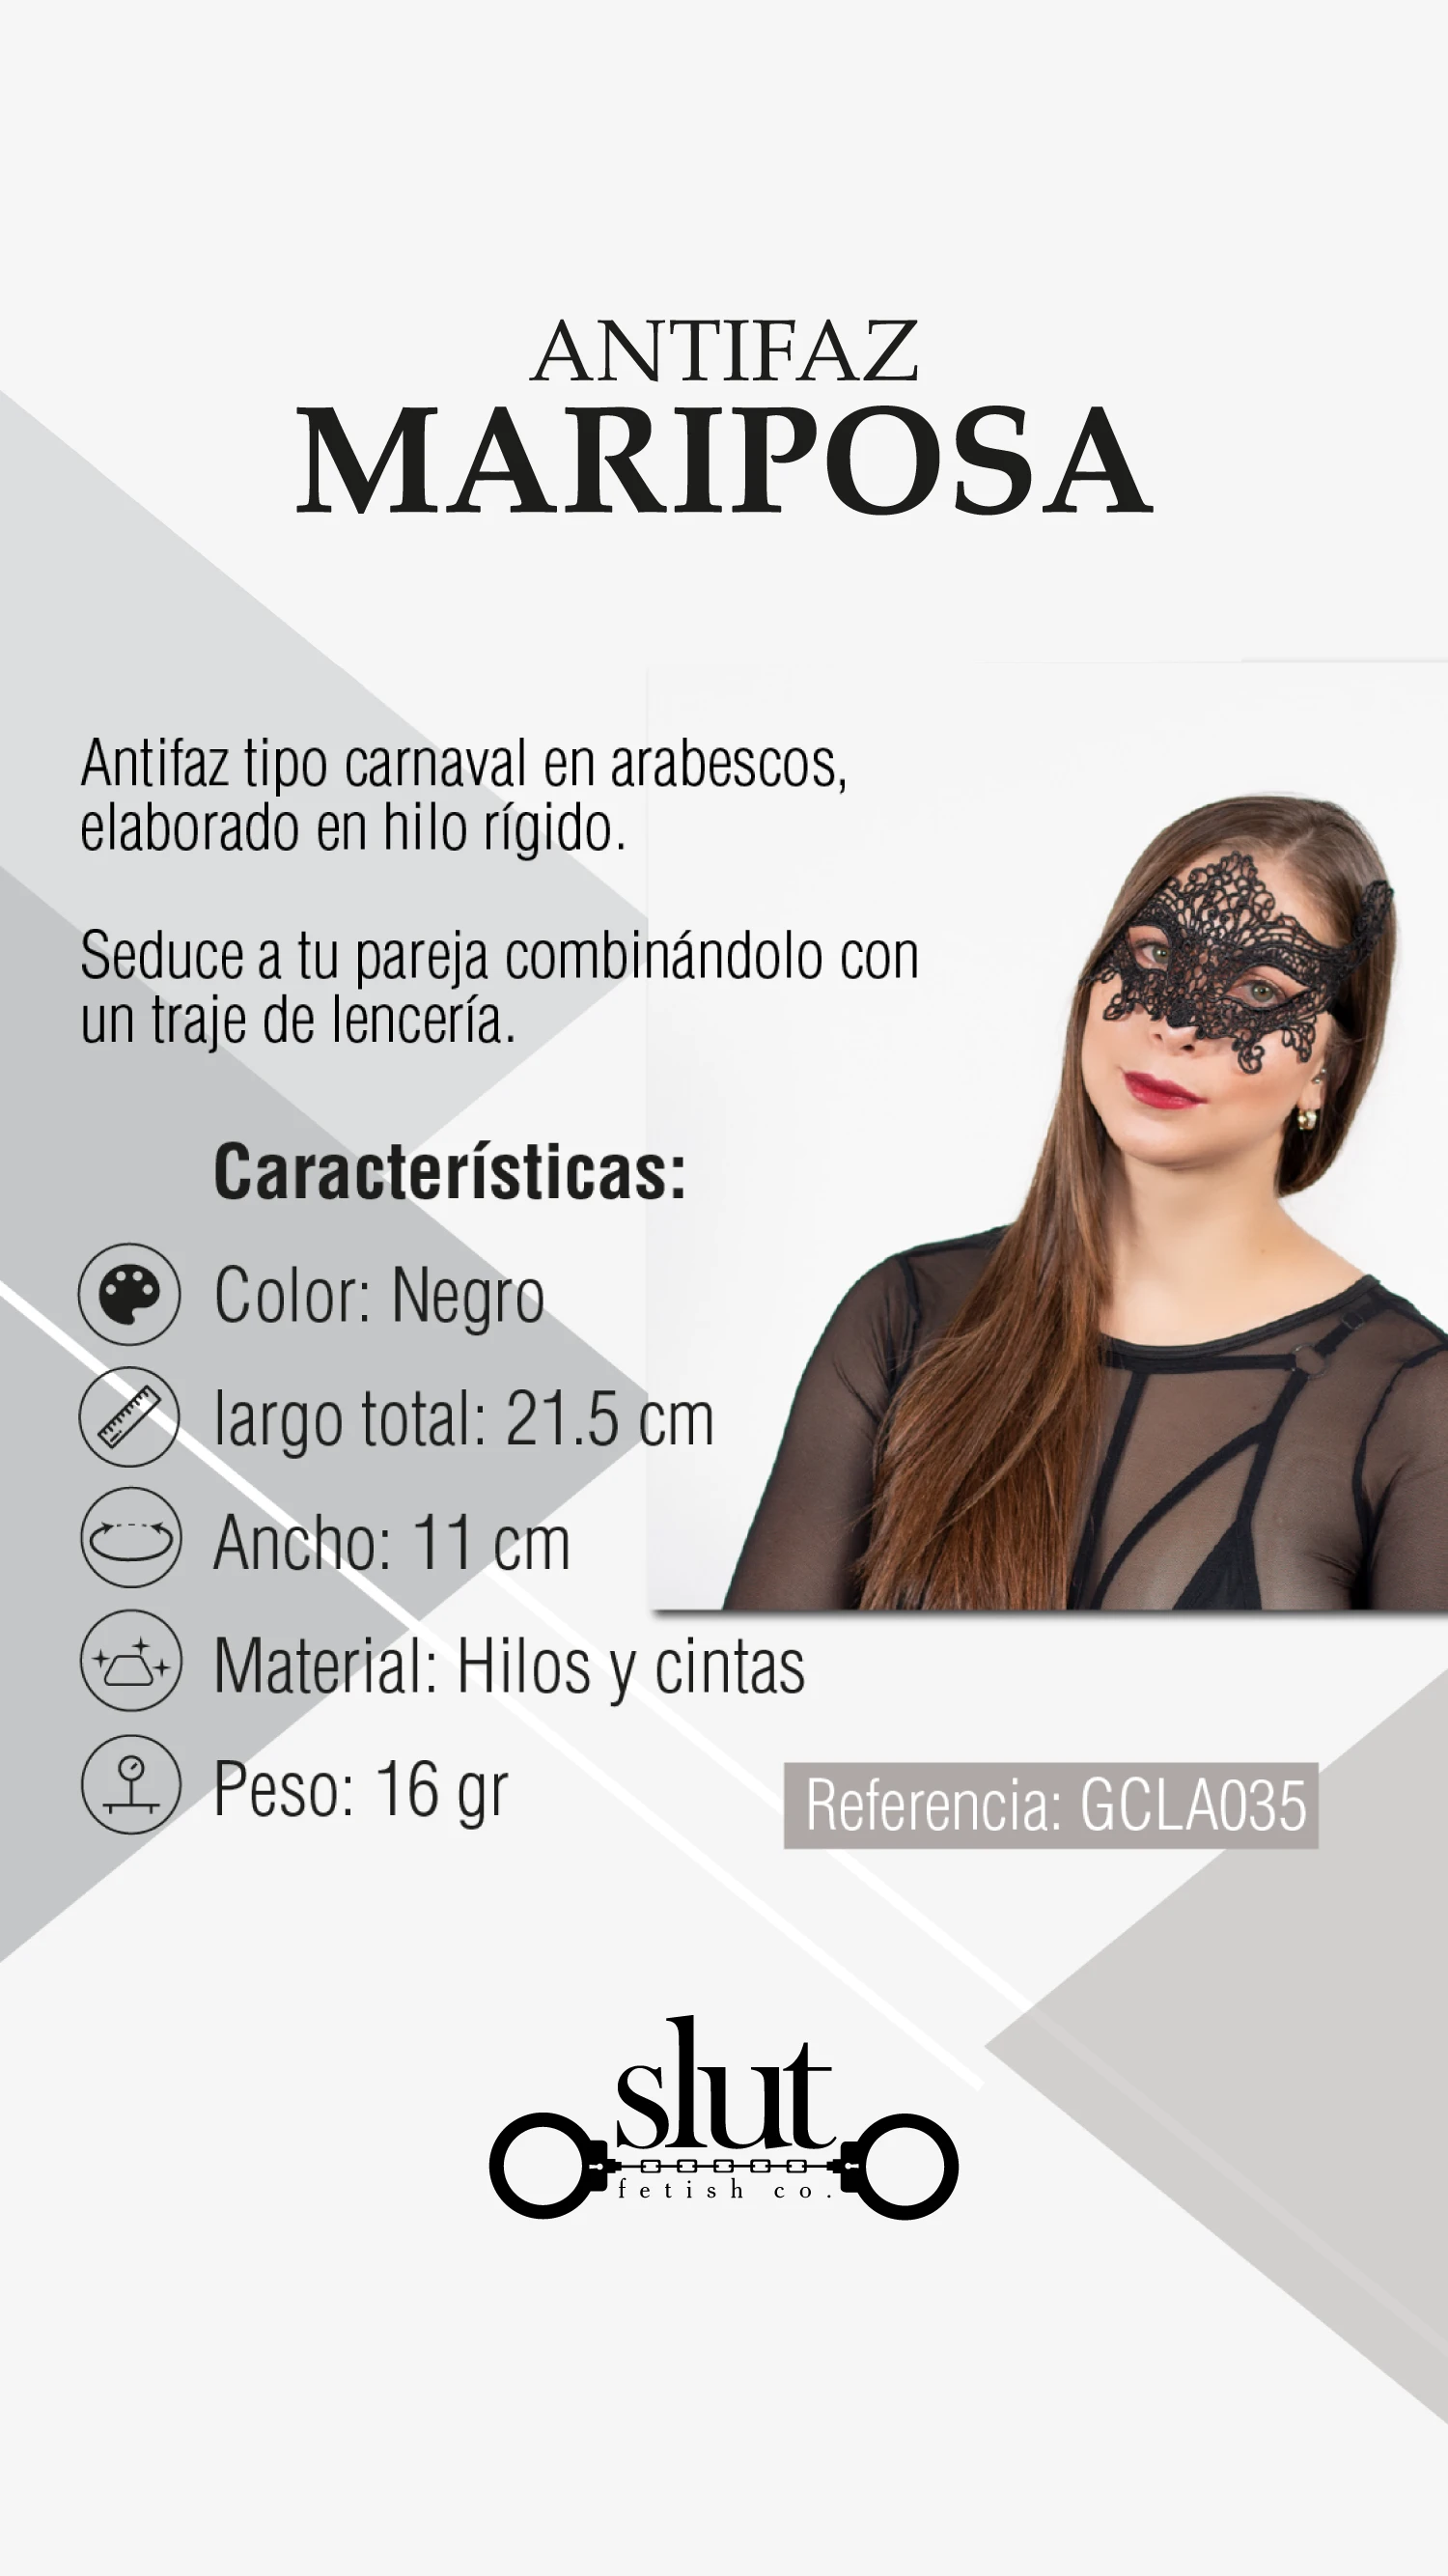 ANTIFAZ
MARIPOSA
Antifaz tipo carnaval en arabescos,
elaborado en hilo rígido.
Seduce a tu pareja combinándolo con
un traje de lencería.
Características:
Color: Negro
largo total: 21.5 cm
Ancho: 11 cm
Material: Hilos y cintas
Peso: 16 gr
Referencia: GCLA035
slut
fetish co.